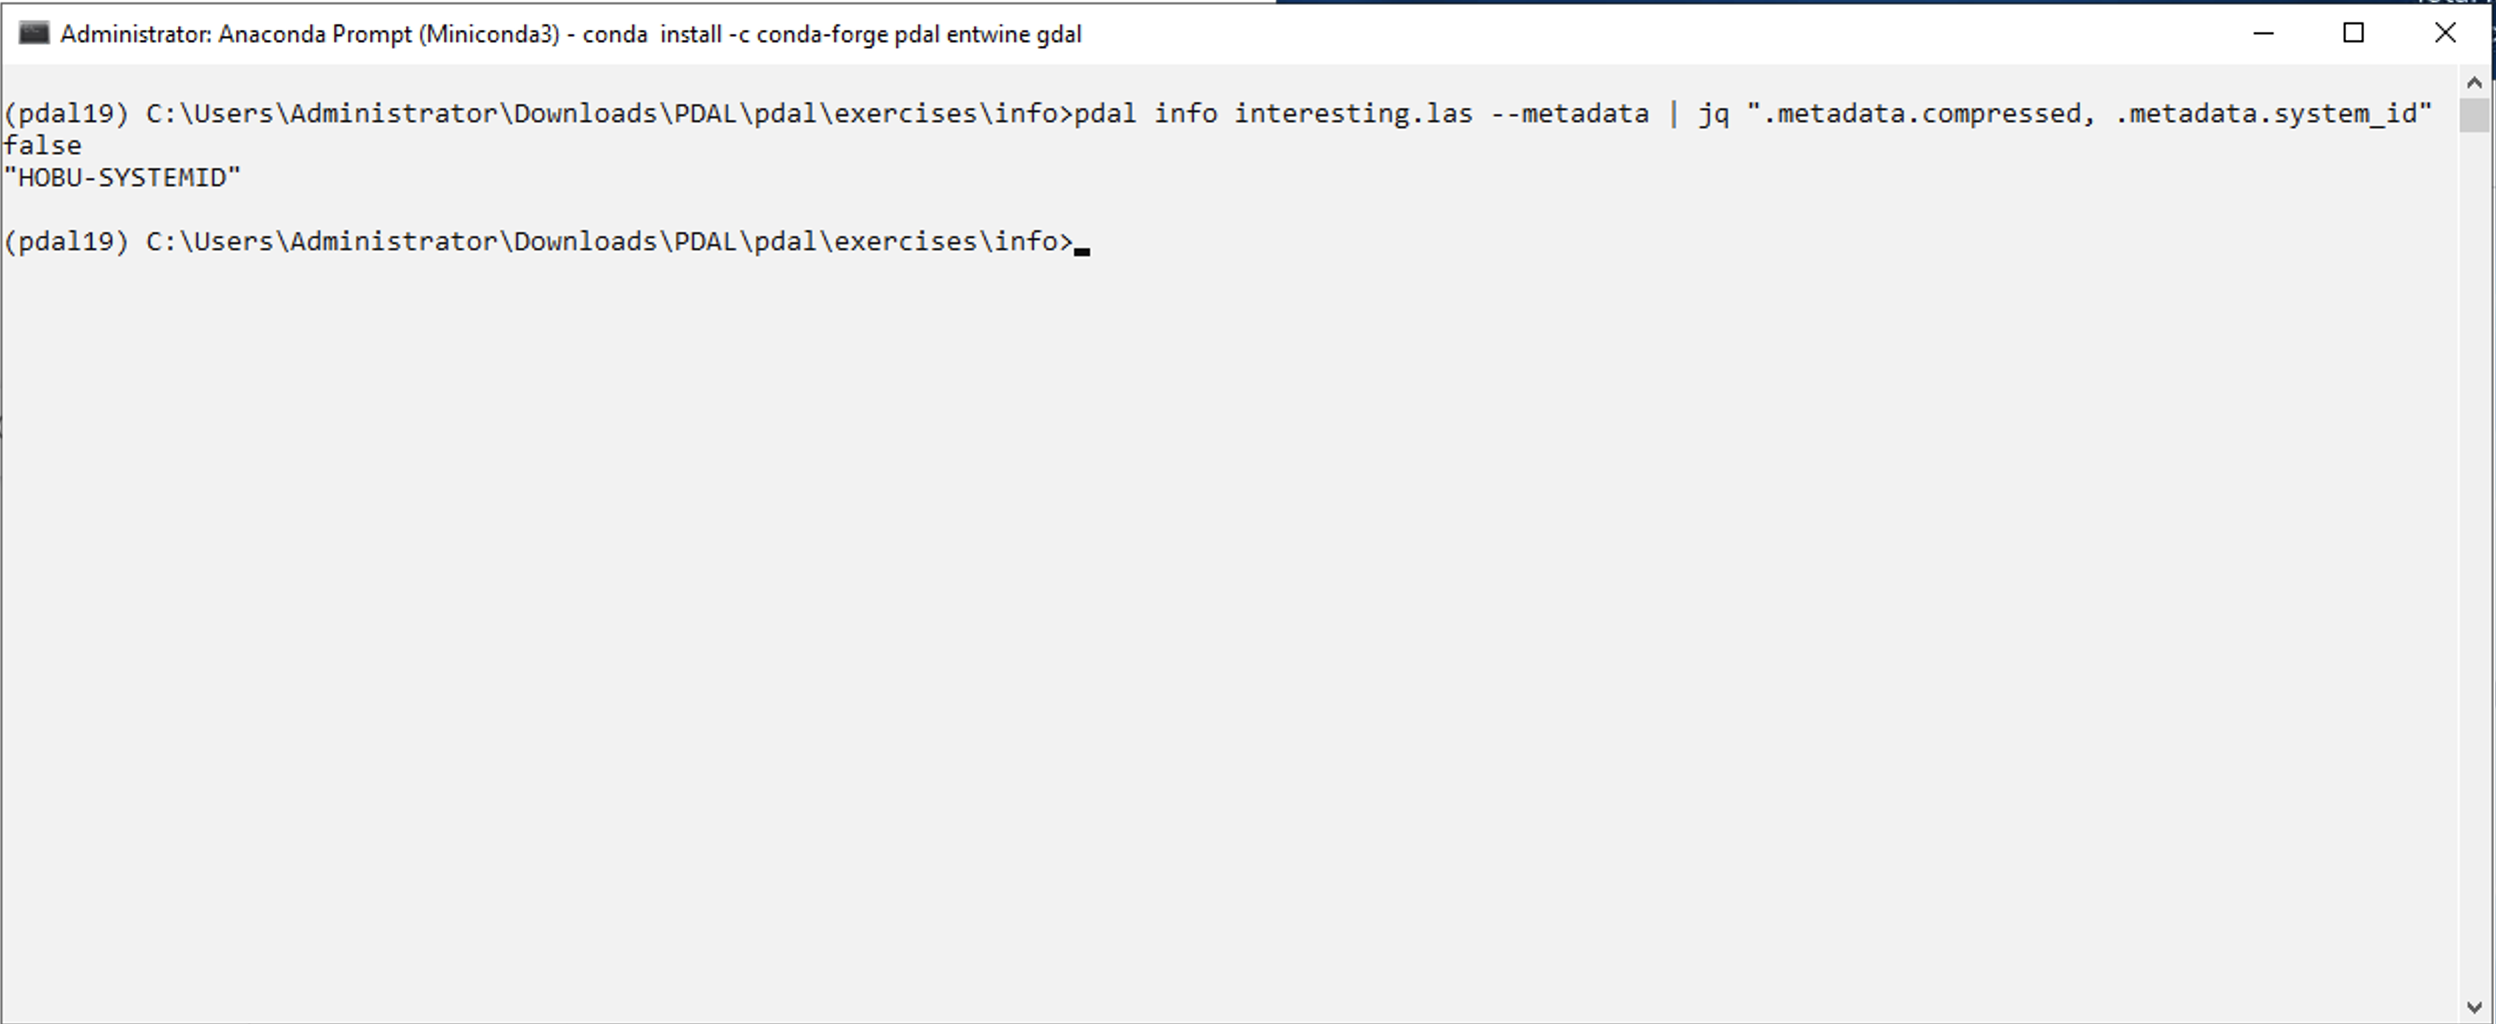 Administrator: Anaconda Prompt (Miniconda3) - conda  install -c conda-forge pdal entwine gdal
(pdal19) C:\Users\Administrator\Downloads\PDAL\pdal\exercises\info>pdal info interesting.las --metadata | jq ".metadata.compressed, .metadata.system_id"
false
"HOBU-SYSTEMID"
(pdal19) C:\Users\Administrator\Downloads\PDAL\pdal\exercises\info>